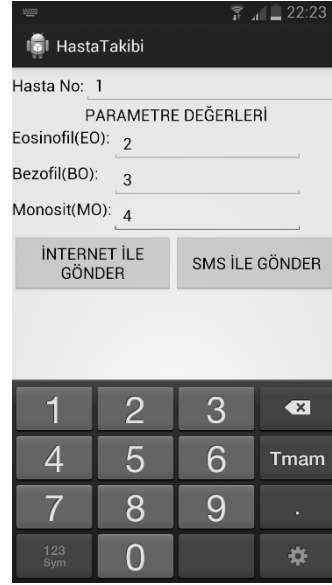 22:23
HastaTakibi
Hasta No: 1
PARAMETRE DEĞERLERİ
Eosinofil(EO): 2
Bezofil(BO): 3
Monosit(MO): 4
İNTERNET İLE
GÖNDER
SMS İLE GÖNDER
1 2 3
4 5 6 Tmam
7 8 9 .
123
Sym
0